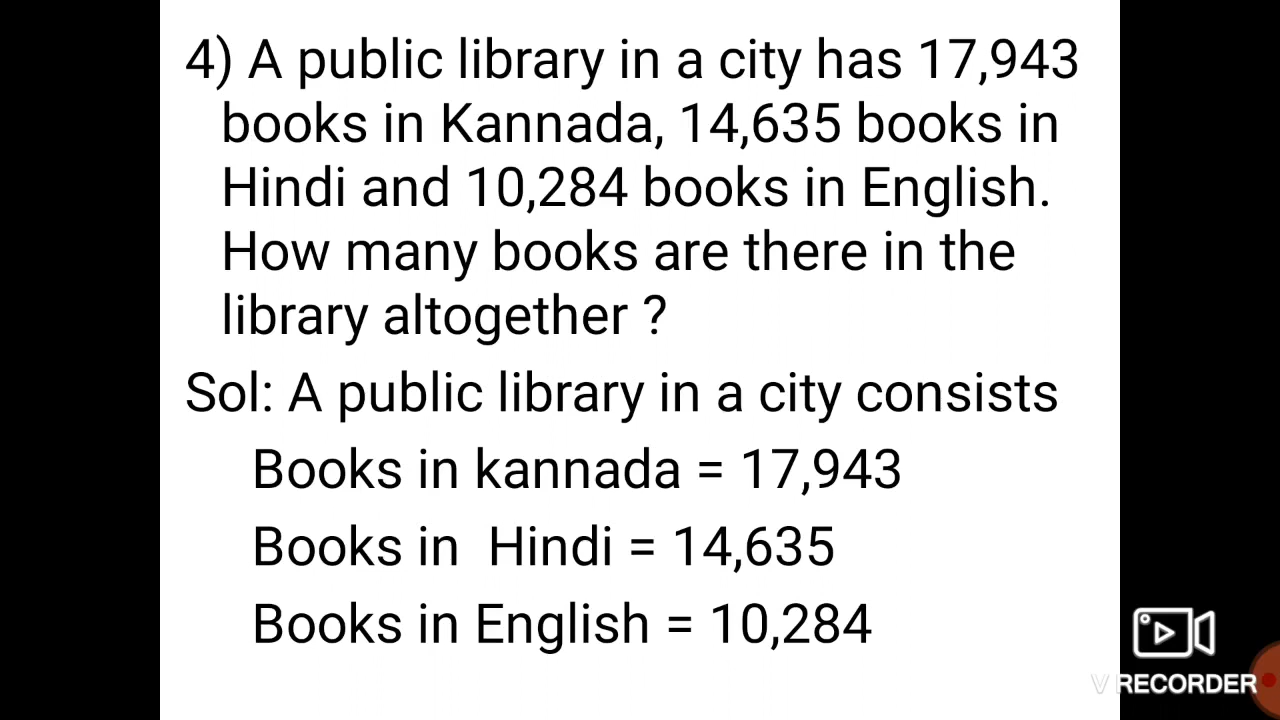 4) A public library in a city has 17,943
books in Kannada, 14,635 books in
Hindi and 10,284 books in English.
How many books are there in the
library altogether ?
Sol: A public library in a city consists
Books in kannada = 17,943
Books in  Hindi = 14,635
Books in English = 10,284
V RECORDER